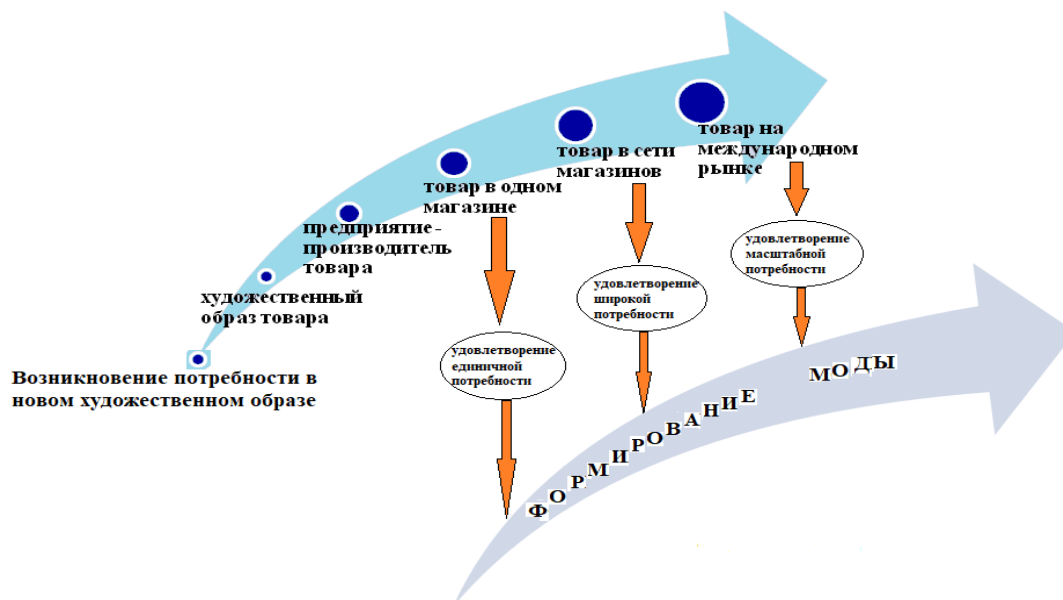 товар на
международном
рынке
товар в сети
магазинов
товар в одном
магазине
предприятие -
производитель
товара
художественный
образ товара
Возникновение потребности в
новом художественном образе
удовлетворение
единичной
потребности
удовлетворение
широкой
потребности
удовлетворение
масштабной
потребности
ФОРМИРОВАНИЕ МОДЫ